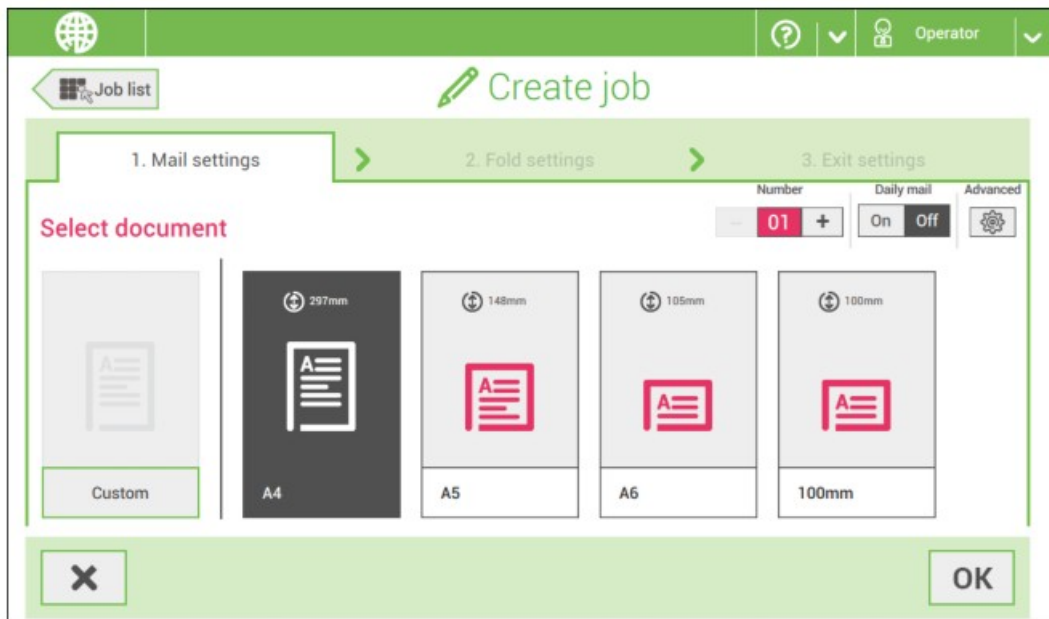 ? Operator
Job list
Create job
1. Mail settings
2. Fold settings
3. Exit settings
Number
Daily mail
Advanced
Select document
− 01 +
On Off
297mm
148mm
105mm
100mm
A
A
A
A
A
Custom
A4
A5
A6
100mm
OK